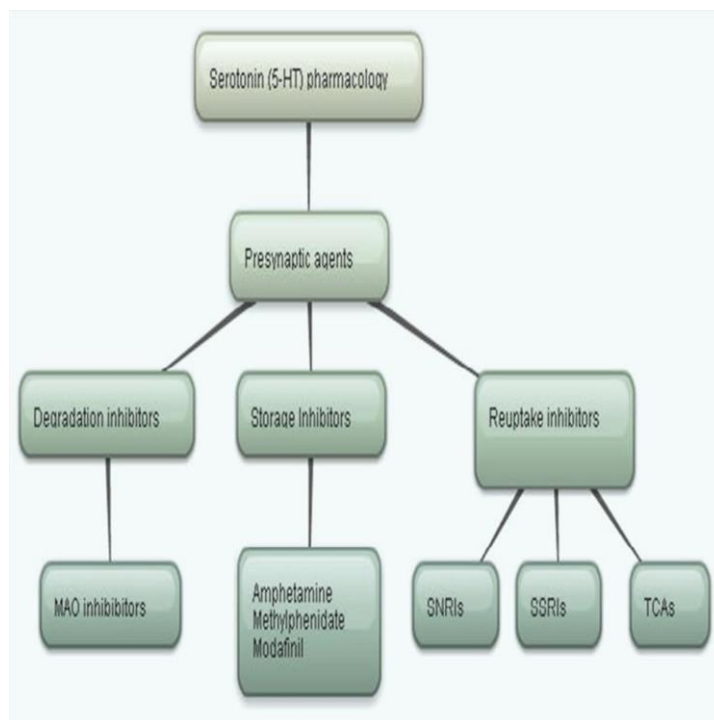 Serotonin (5-HT) pharmacology
Presynaptic agents
Degradation inhibitors
Storage Inhibitors
Reuptake inhibitors
MAO inhibibitors
Amphetamine
Methylphenidate
Modafinil
SNRIs
SSRIs
TCAs